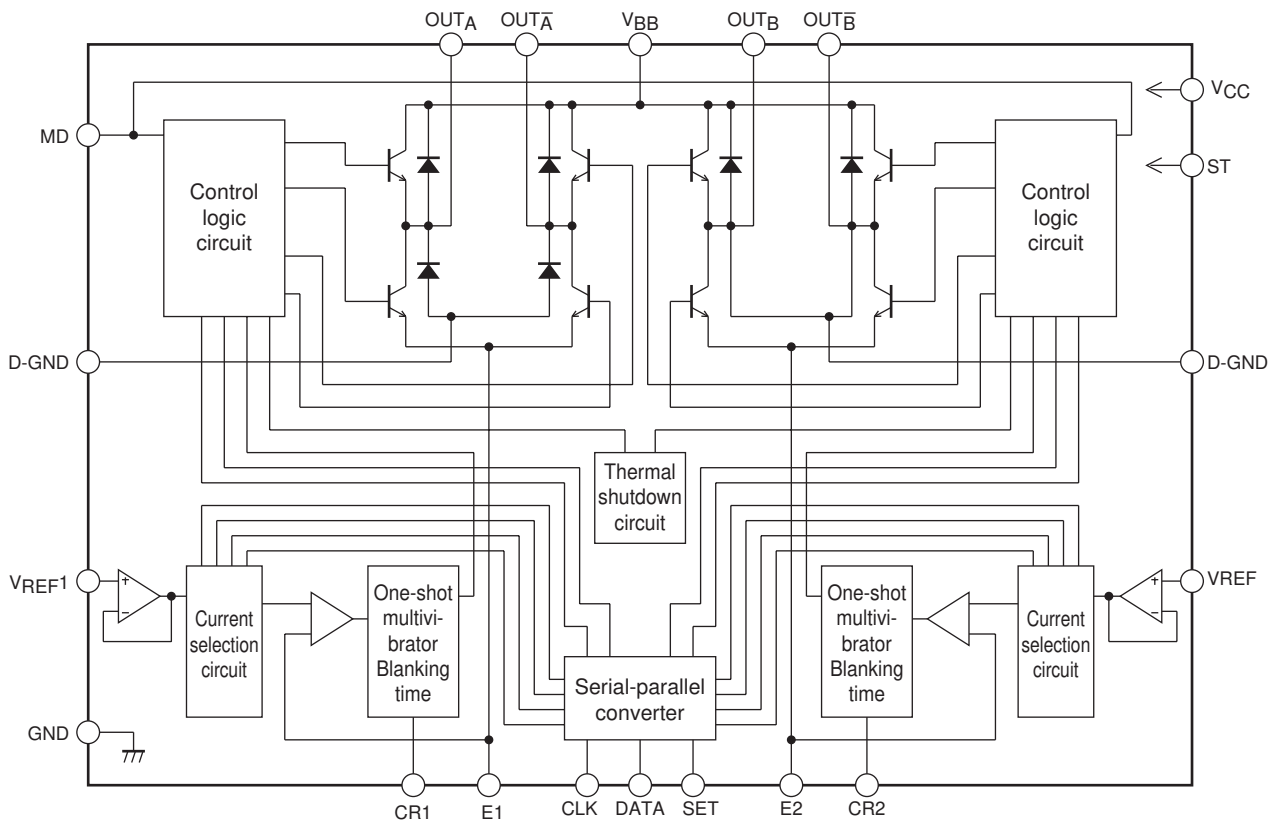 OUTA
OUTA̅
VBB
OUTB
OUTB̅
VCC
MD
ST
Control
logic
circuit
Control
logic
circuit
D-GND
D-GND
Thermal
shutdown
circuit
VREF1
+
−
Current
selection
circuit
One-shot
multivi-
brator
Blanking
time
Serial-parallel
converter
One-shot
multivi-
brator
Blanking
time
Current
selection
circuit
+
−
VREF
GND
CR1
E1
CLK
DATA
SET
E2
CR2